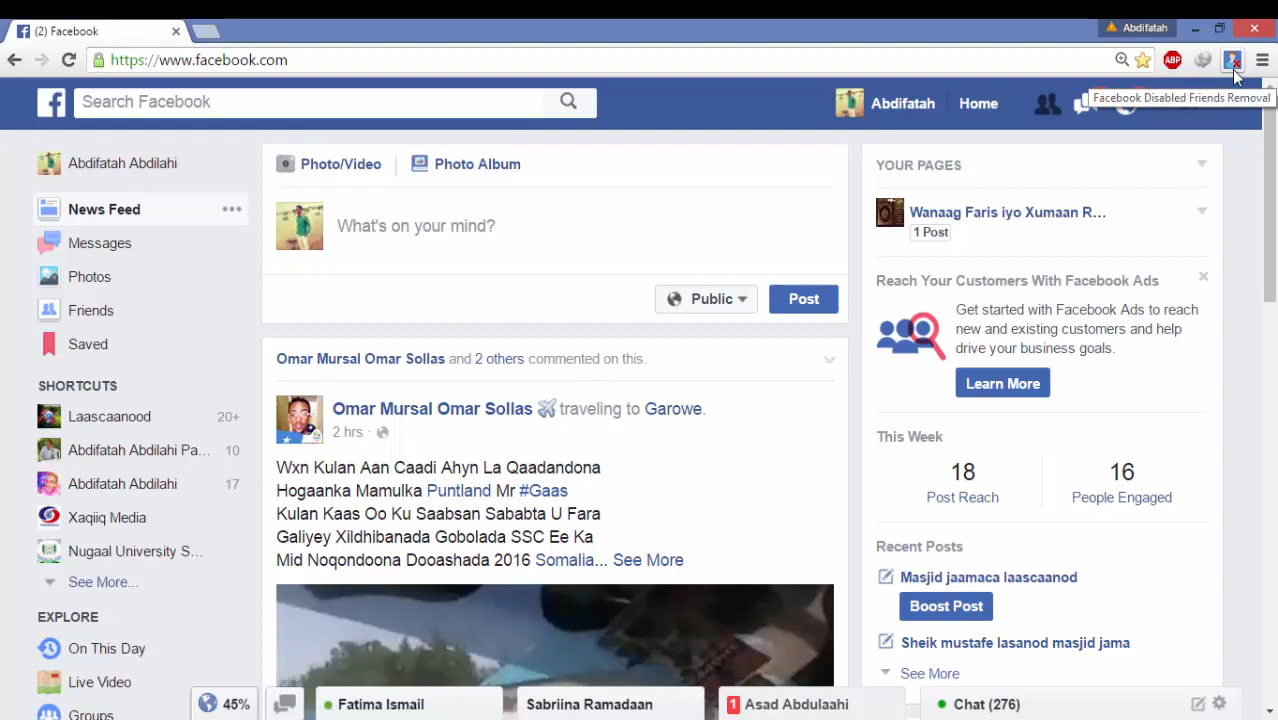 (2) Facebook
Abdifatah
https://www.facebook.com
ABP
Facebook Disabled Friends Removal
Search Facebook
Abdifatah
Home
Abdifatah Abdilahi
News Feed
Messages
Photos
Friends
Saved
SHORTCUTS
Laascaanood 20+
Abdifatah Abdilahi Pa... 10
Abdifatah Abdilahi 17
Xaqiiq Media
Nugaal University S...
See More...
EXPLORE
On This Day
Live Video
Groups
Photo/Video
Photo Album
What's on your mind?
Public
Post
Omar Mursal Omar Sollas and 2 others commented on this.
Omar Mursal Omar Sollas traveling to Garowe.
2 hrs ·
Wxn Kulan Aan Caadi Ahyn La Qaadandona
Hogaanka Mamulka Puntland Mr #Gaas
Kulan Kaas Oo Ku Saabsan Sababta U Fara
Galiyey Xildhibanada Gobolada SSC Ee Ka
Mid Noqondoona Dooashada 2016 Somalia... See More
YOUR PAGES
Wanaag Faris iyo Xumaan R...
1 Post
Reach Your Customers With Facebook Ads
Get started with Facebook Ads to reach
new and existing customers and help
drive your business goals.
Learn More
This Week
18
Post Reach
16
People Engaged
Recent Posts
Masjid jaamaca laascaanod
Boost Post
Sheik mustafe lasanod masjid jama
See More
45%
Fatima Ismail
Sabriina Ramadaan
1 Asad Abdulaahi
Chat (276)